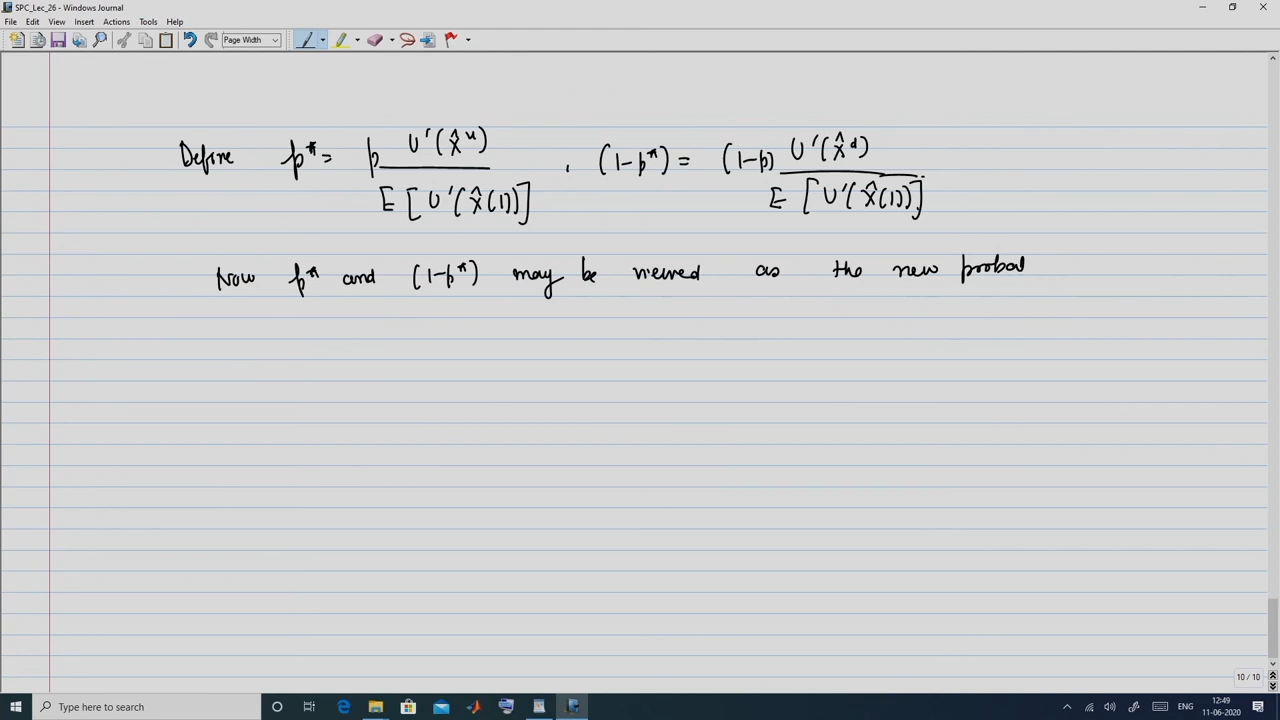 SPC_Lec_26 - Windows Journal
File Edit View Insert Actions Tools Help
Page Width
Define p* = p U'(X̂ᵘ) / E[U'(X̂(1))] , (1-p*) = (1-p) U'(X̂ᵈ) / E[U'(X̂(1))]
Now p* and (1-p*) may be viewed as the new probal
10 / 10
Type here to search
ENG
12:49
11-06-2020